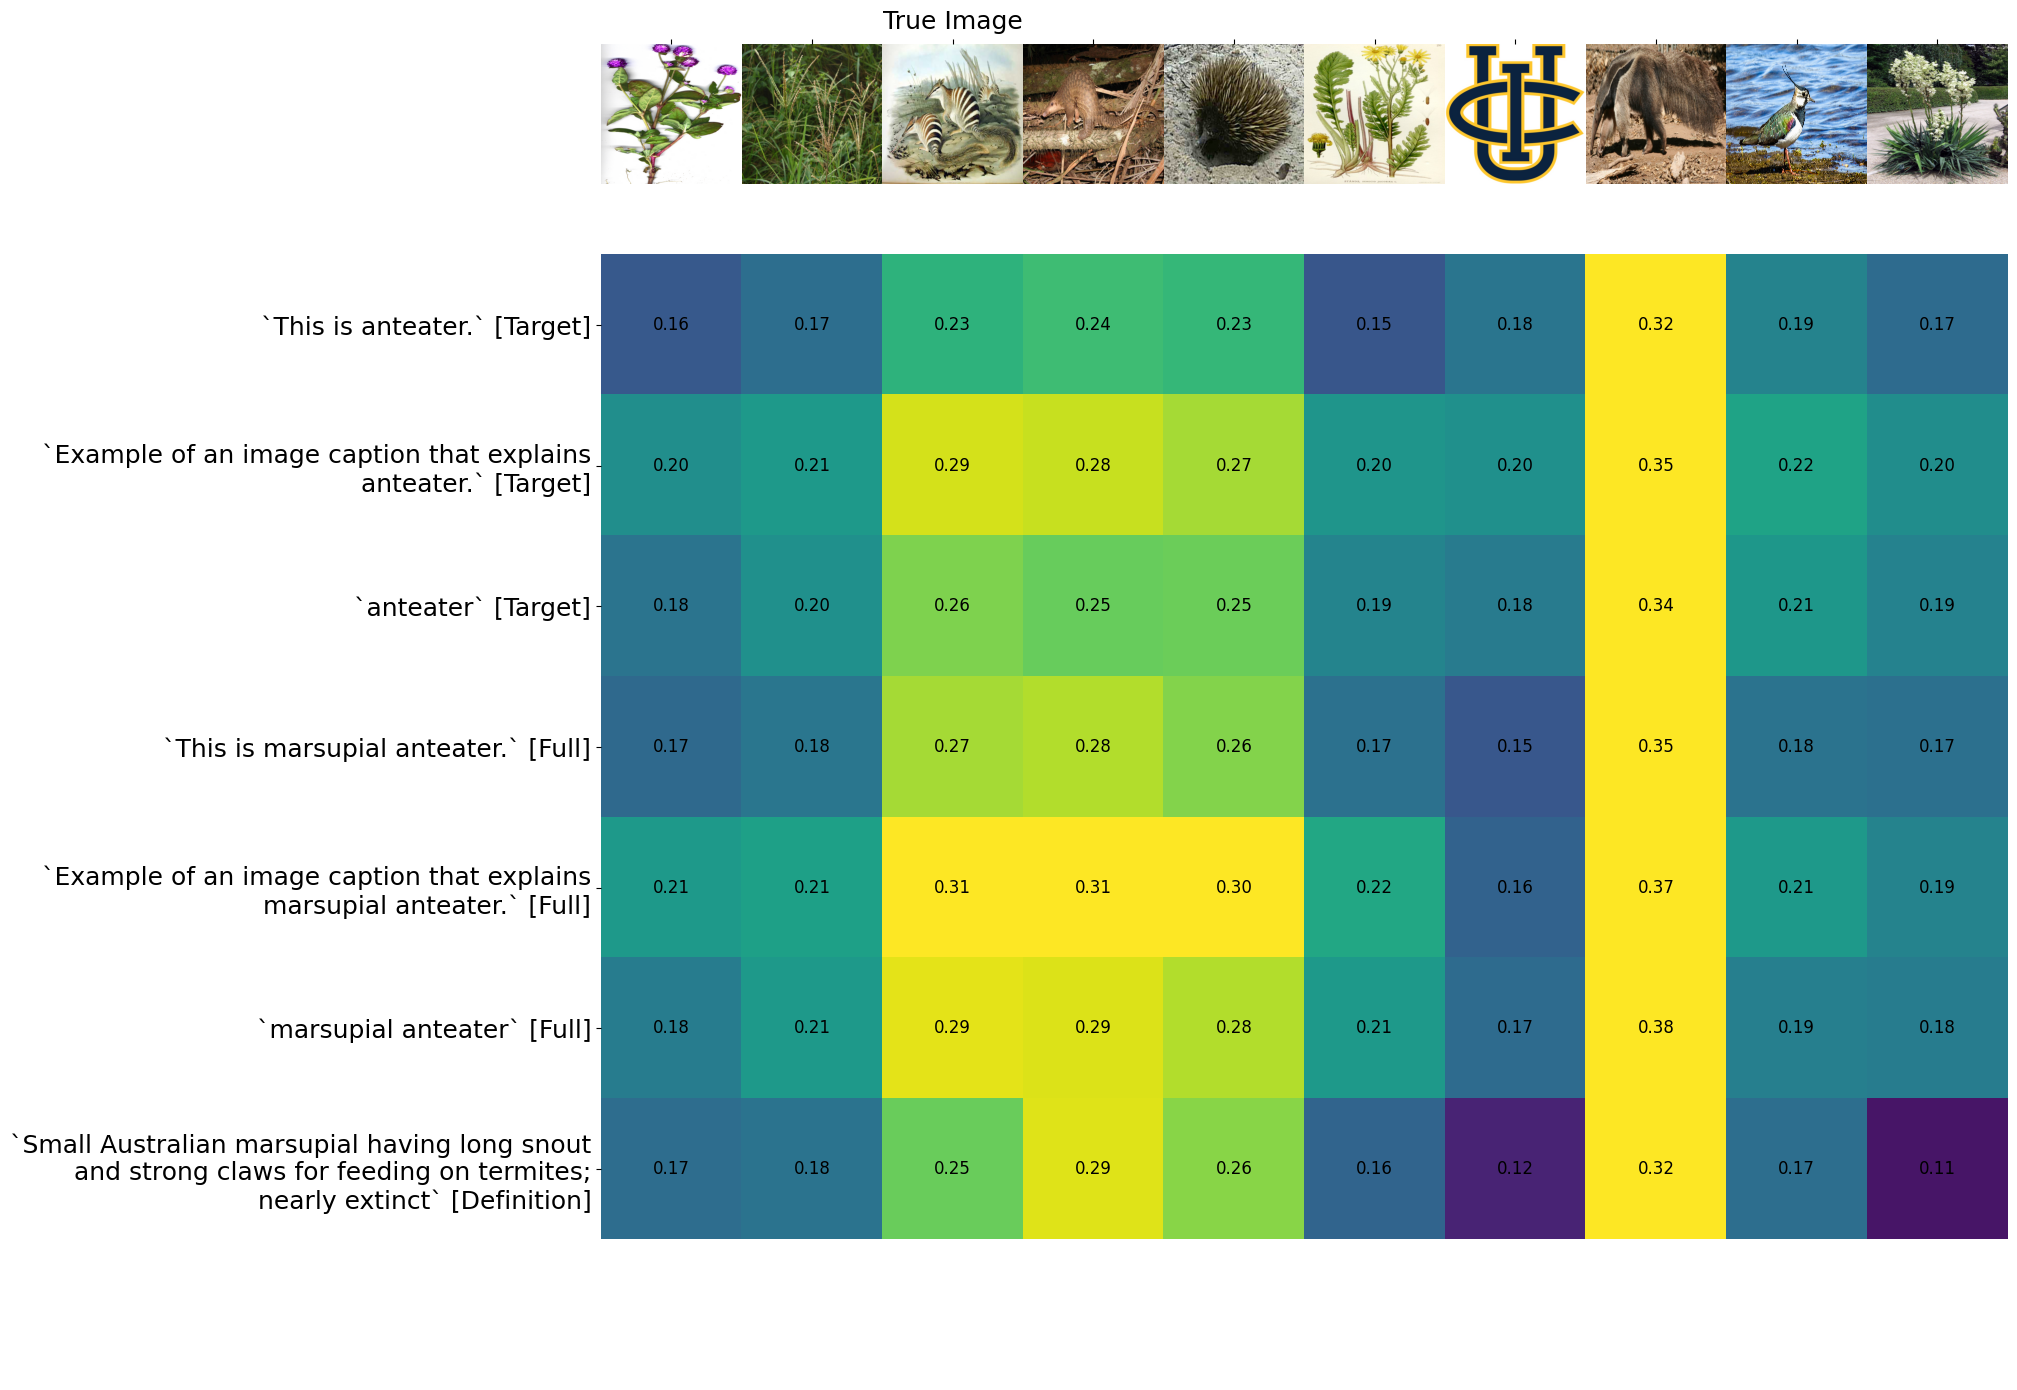 True Image
`This is anteater.` [Target]
0.16 0.17 0.23 0.24 0.23 0.15 0.18 0.32 0.19 0.17
`Example of an image caption that explains
anteater.` [Target]
0.20 0.21 0.29 0.28 0.27 0.20 0.20 0.35 0.22 0.20
`anteater` [Target]
0.18 0.20 0.26 0.25 0.25 0.19 0.18 0.34 0.21 0.19
`This is marsupial anteater.` [Full]
0.17 0.18 0.27 0.28 0.26 0.17 0.15 0.35 0.18 0.17
`Example of an image caption that explains
marsupial anteater.` [Full]
0.21 0.21 0.31 0.31 0.30 0.22 0.16 0.37 0.21 0.19
`marsupial anteater` [Full]
0.18 0.21 0.29 0.29 0.28 0.21 0.17 0.38 0.19 0.18
`Small Australian marsupial having long snout
and strong claws for feeding on termites;
nearly extinct` [Definition]
0.17 0.18 0.25 0.29 0.26 0.16 0.12 0.32 0.17 0.11